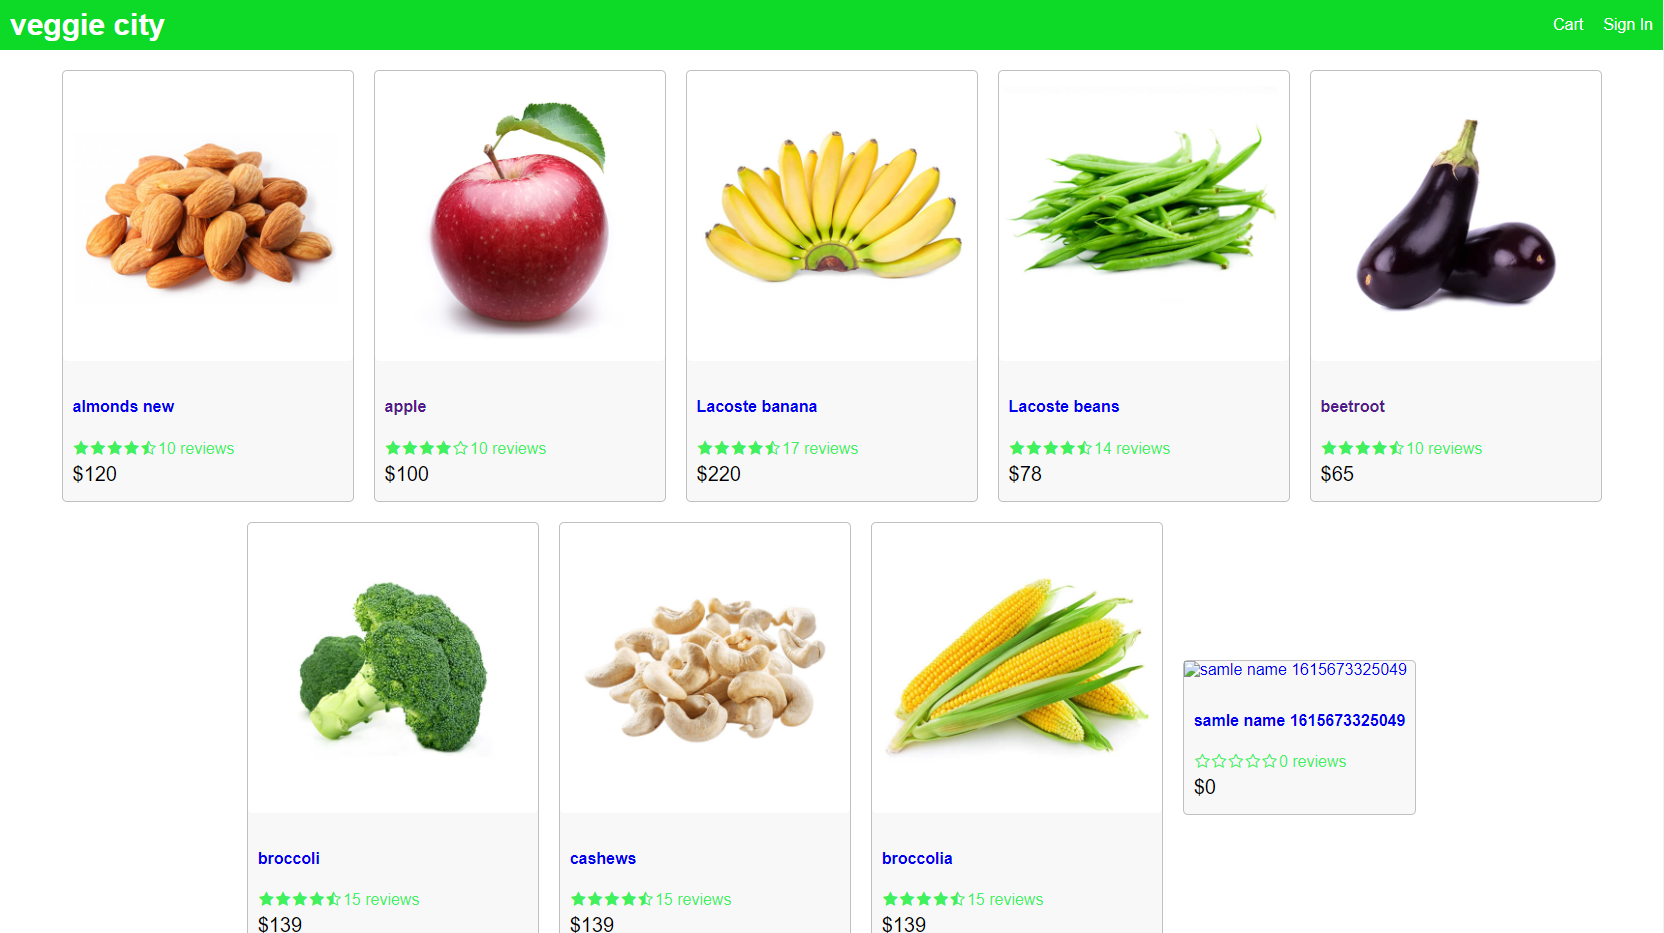 veggie city
Cart
Sign In
almonds new
10 reviews
$120
apple
10 reviews
$100
Lacoste banana
17 reviews
$220
Lacoste beans
14 reviews
$78
beetroot
10 reviews
$65
broccoli
15 reviews
$139
cashews
15 reviews
$139
broccolia
15 reviews
$139
samle name 1615673325049
samle name 1615673325049
0 reviews
$0